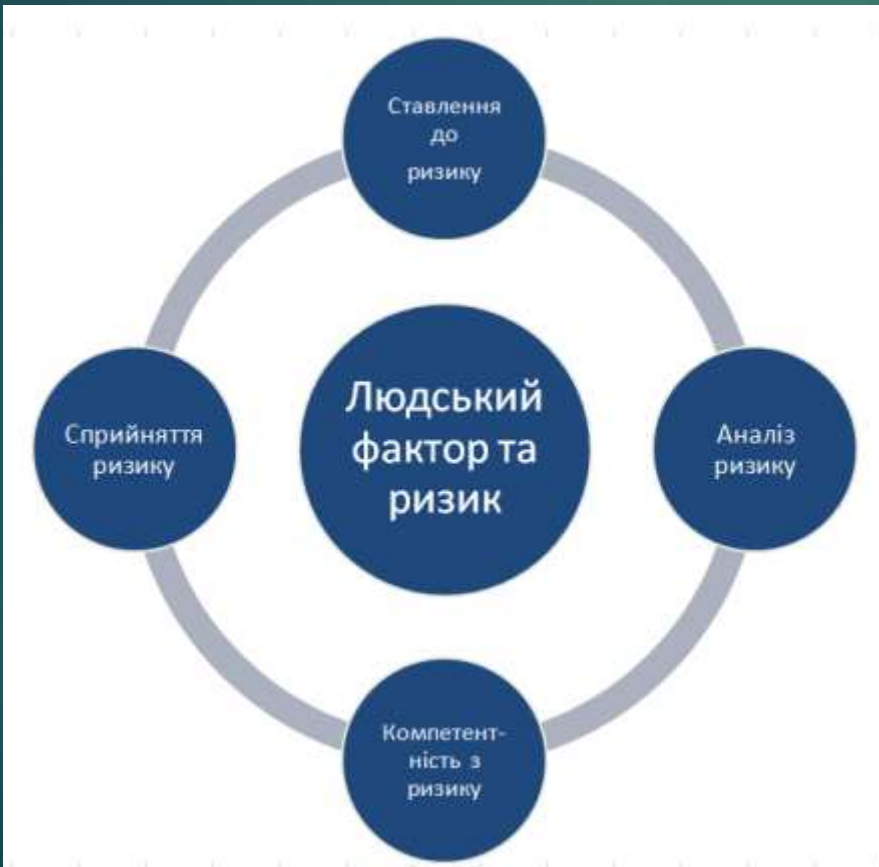 Ставлення
до
ризику
Сприйняття
ризику
Людський
фактор та
ризик
Аналіз
ризику
Компетент-
ність з
ризику